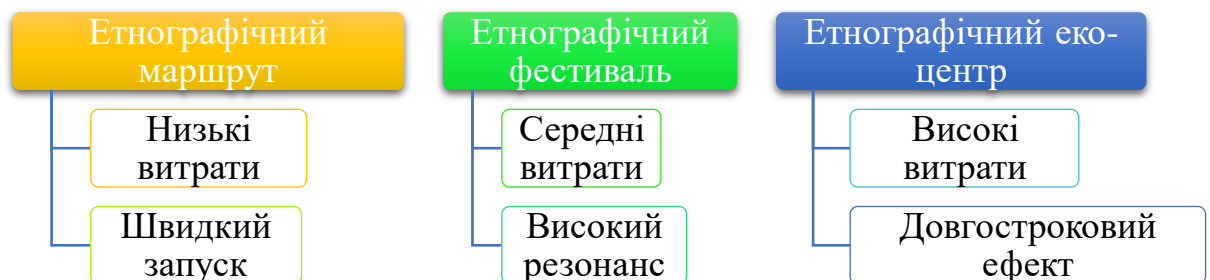 Етнографічний
маршрут
Низькі
витрати
Швидкий
запуск
Етнографічний
фестиваль
Середні
витрати
Високий
резонанс
Етнографічний еко-
центр
Високі
витрати
Довгостроковий
ефект